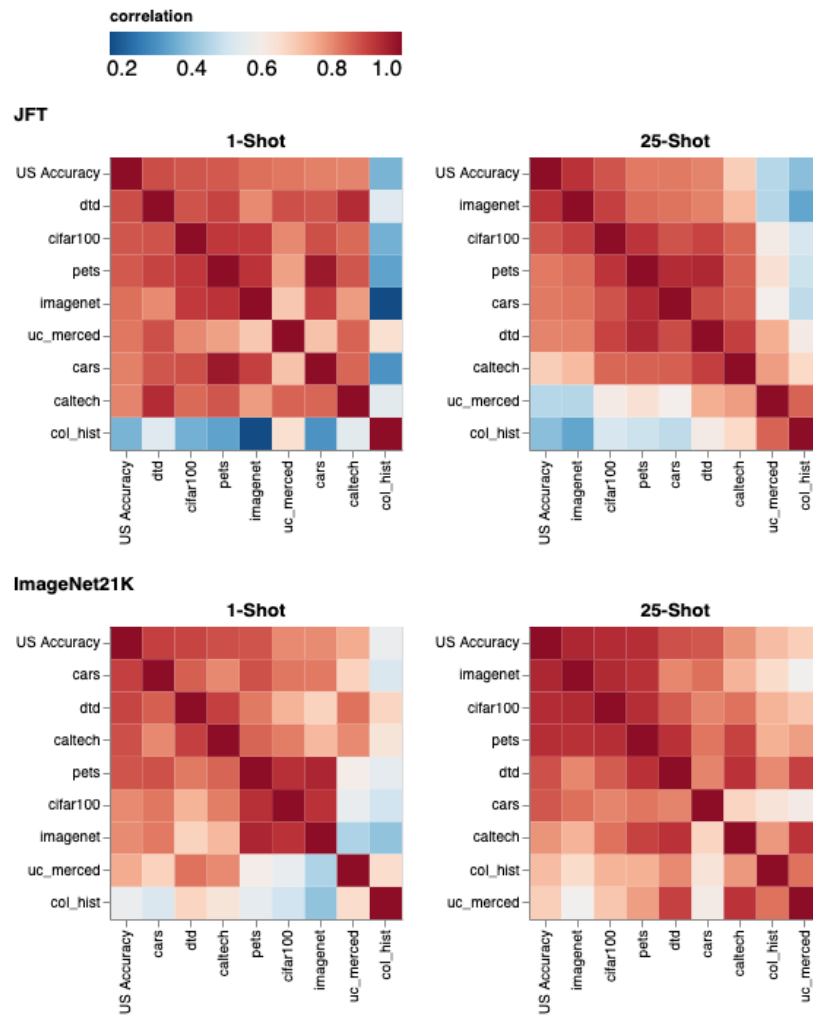 correlation
0.2 0.4 0.6 0.8 1.0
JFT
1-Shot
US Accuracy
dtd
cifar100
pets
imagenet
uc_merced
cars
caltech
col_hist
US Accuracy
dtd
cifar100
pets
imagenet
uc_merced
cars
caltech
col_hist
25-Shot
US Accuracy
imagenet
cifar100
pets
cars
dtd
caltech
uc_merced
col_hist
US Accuracy
imagenet
cifar100
pets
cars
dtd
caltech
uc_merced
col_hist
ImageNet21K
1-Shot
US Accuracy
cars
dtd
caltech
pets
cifar100
imagenet
uc_merced
col_hist
US Accuracy
cars
dtd
caltech
pets
cifar100
imagenet
uc_merced
col_hist
25-Shot
US Accuracy
imagenet
cifar100
pets
dtd
cars
caltech
col_hist
uc_merced
US Accuracy
imagenet
cifar100
pets
dtd
cars
caltech
col_hist
uc_merced